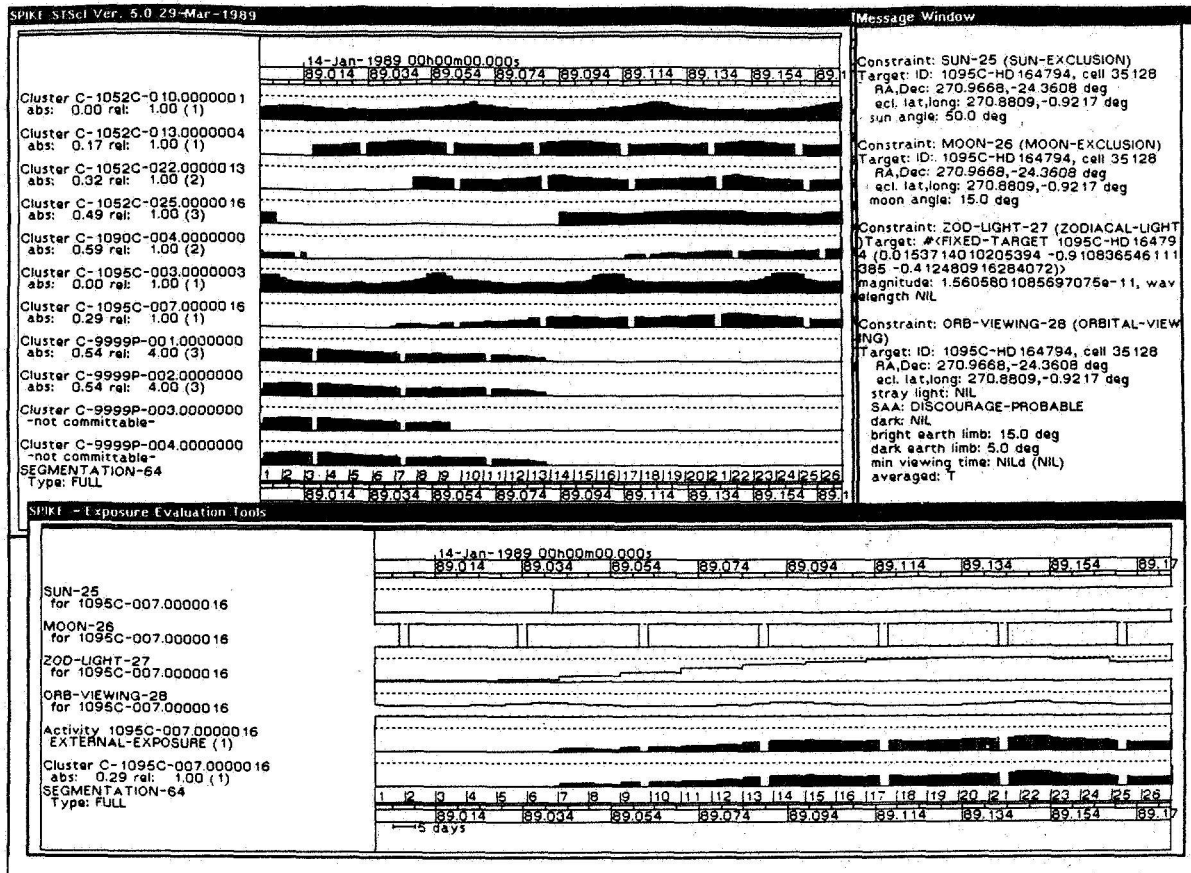 SPIKE STScI Ver. 5.0 29-Mar-1989
14-Jan-1989 00h00m00.000s
89.014 89.034 89.054 89.074 89.094 89.114 89.134 89.154 89.1
Cluster C-1052C-010.0000001
abs: 0.00 rel: 1.00 (1)
Cluster C-1052C-013.0000004
abs: 0.17 rel: 1.00 (1)
Cluster C-1052C-022.0000013
abs: 0.32 rel: 1.00 (2)
Cluster C-1052C-025.0000016
abs: 0.49 rel: 1.00 (3)
Cluster C-1090C-004.0000000
abs: 0.59 rel: 1.00 (2)
Cluster C-1095C-003.0000003
abs: 0.00 rel: 1.00 (1)
Cluster C-1095C-007.0000016
abs: 0.29 rel: 1.00 (1)
Cluster C-9999P-001.0000000
abs: 0.54 rel: 4.00 (3)
Cluster C-9999P-002.0000000
abs: 0.54 rel: 4.00 (3)
Cluster C-9999P-003.0000000
-not committable-
Cluster C-9999P-004.0000000
-not committable-
SEGMENTATION-64
Type: FULL
1 2 3 4 5 6 7 8 9 10 11 12 13 14 15 16 17 18 19 20 21 22 23 24 25 26
89.014 89.034 89.054 89.074 89.094 89.114 89.134 89.154 89.1
Message Window
Constraint: SUN-25 (SUN-EXCLUSION)
Target: ID: 1095C-HD164794, cell 35128
RA,Dec: 270.9668,-24.3608 deg
ecl. lat,long: 270.8809,-0.9217 deg
sun angle: 50.0 deg
Constraint: MOON-26 (MOON-EXCLUSION)
Target: ID: 1095C-HD164794, cell 35128
RA,Dec: 270.9668,-24.3608 deg
ecl. lat,long: 270.8809,-0.9217 deg
moon angle: 15.0 deg
Constraint: ZOD-LIGHT-27 (ZODIACAL-LIGHT
)Target: #<FIXED-TARGET 1095C-HD16479
4 (0.0153714010205394 -0.910836546111
385 -0.41248091628407 2)>
magnitude: 1.5605801085697075e-11, wav
elength NIL
Constraint: ORB-VIEWING-28 (ORBITAL-VIEW
ING)
Target: ID: 1095C-HD164794, cell 35128
RA,Dec: 270.9668,-24.3608 deg
ecl. lat,long: 270.8809,-0.9217 deg
stray light: NIL
SAA: DISCOURAGE-PROBABLE
dark: NIL
bright earth limb: 15.0 deg
dark earth limb: 5.0 deg
min viewing time: NILd (NIL)
averaged: T
SPIKE - Exposure Evaluation Tools
14-Jan-1989 00h00m00.000s
89.014 89.034 89.054 89.074 89.094 89.114 89.134 89.154 89.17
SUN-25
for 1095C-007.0000016
MOON-26
for 1095C-007.0000016
ZOD-LIGHT-27
for 1095C-007.0000016
ORB-VIEWING-28
for 1095C-007.0000016
Activity 1095C-007.0000016
EXTERNAL-EXPOSURE (1)
Cluster C-1095C-007.0000016
abs: 0.29 rel: 1.00 (1)
SEGMENTATION-64
Type: FULL
1 2 3 4 5 6 7 8 9 10 11 12 13 14 15 16 17 18 19 20 21 22 23 24 25 26
89.014 89.034 89.054 89.074 89.094 89.114 89.134 89.154 89.17
5 days